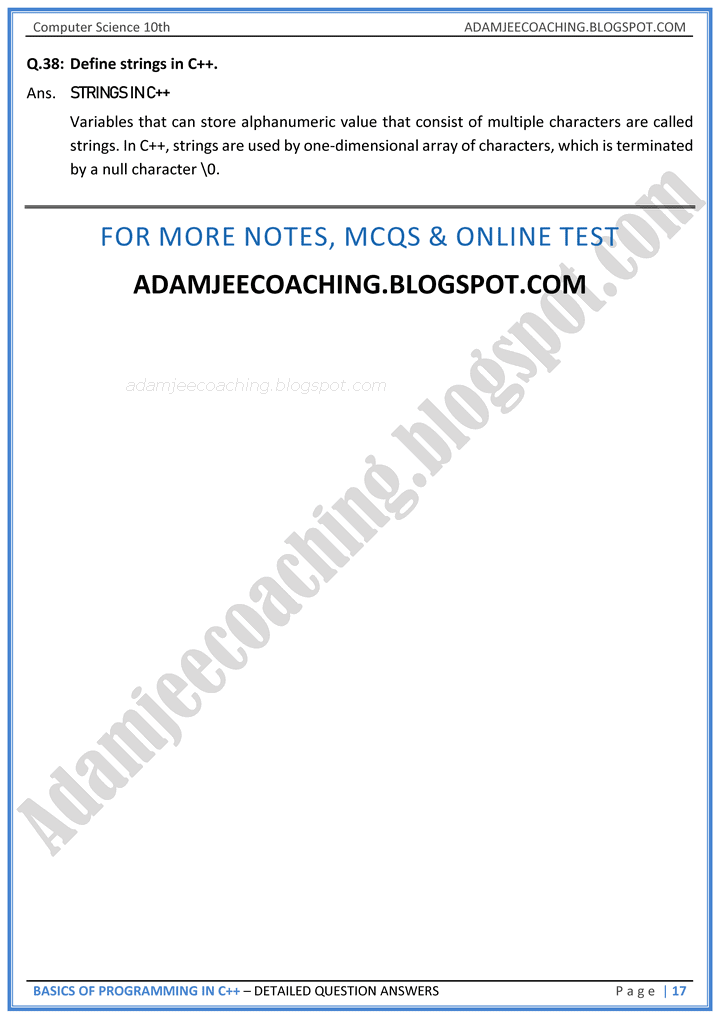 Computer Science 10th ADAMJEECOACHING.BLOGSPOT.COM
Q.38: Define strings in C++.
Ans. STRINGS IN C++
Variables that can store alphanumeric value that consist of multiple characters are called
strings. In C++, strings are used by one-dimensional array of characters, which is terminated
by a null character \0.
FOR MORE NOTES, MCQS & ONLINE TEST
ADAMJEECOACHING.BLOGSPOT.COM
adamjeecoaching.blogspot.com
Adamjeecoaching.blogspot.com
BASICS OF PROGRAMMING IN C++ – DETAILED QUESTION ANSWERS Page | 17